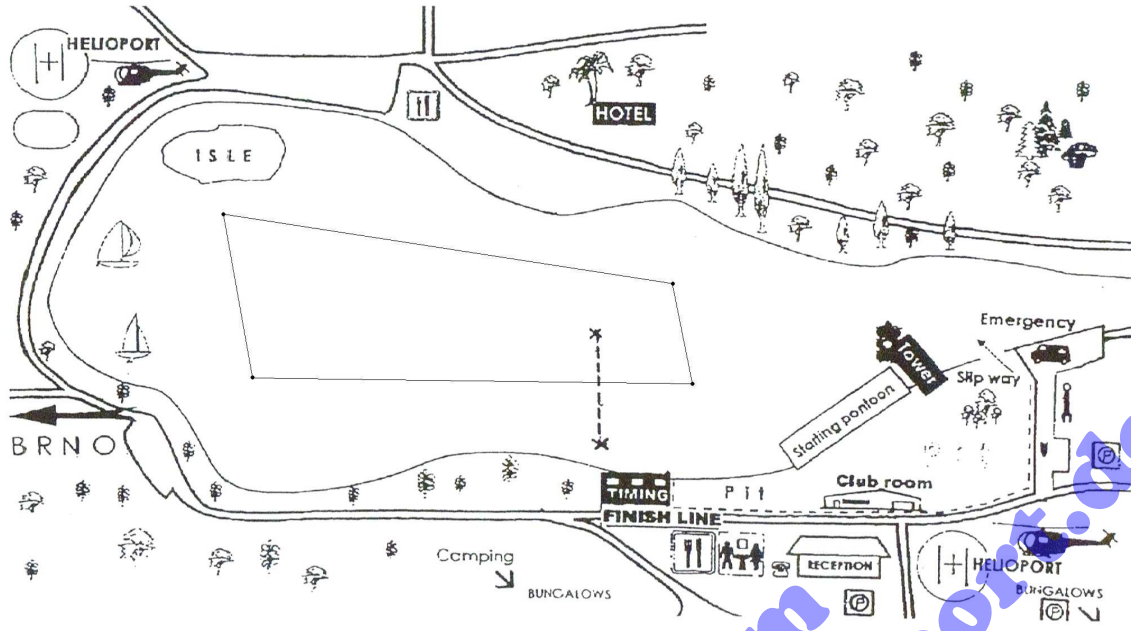 HELIOPORT
HOTEL
ISLE
Emergency
Tower
Slip way
Starting pontoon
BRNO
TIMING
Pit
Club room
FINISH LINE
Camping
BUNGALOWS
RECEPTION
HELIOPORT
BUNGALOWS
P
P
P